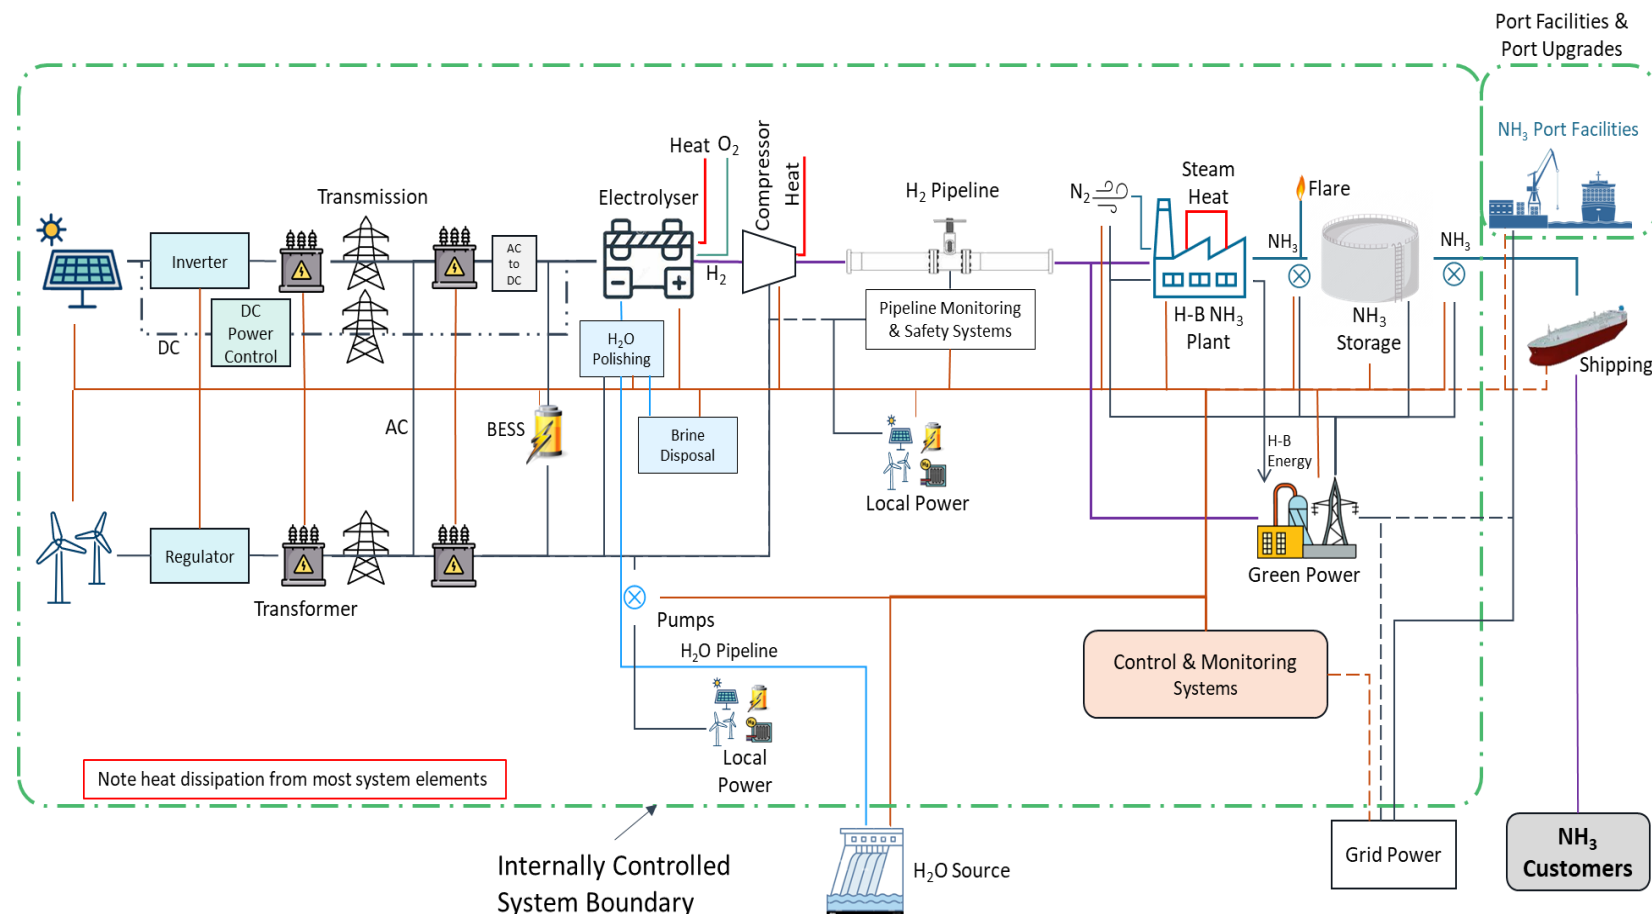 Port Facilities &
Port Upgrades
NH₃ Port Facilities
Compressor
Heat O₂
Heat
Transmission
Electrolyser
H₂ Pipeline
N₂
Steam
Heat
Flare
Inverter
AC
to
DC
H₂
NH₃
NH₃
DC
Power
Control
DC
H₂O
Polishing
Pipeline Monitoring
& Safety Systems
H-B NH₃
Plant
NH₃
Storage
Shipping
AC
BESS
Brine
Disposal
H-B
Energy
Local Power
Regulator
Green Power
Transformer
Pumps
H₂O Pipeline
Control & Monitoring
Systems
Local
Power
Note heat dissipation from most system elements
Internally Controlled
System Boundary
H₂O Source
Grid Power
NH₃
Customers